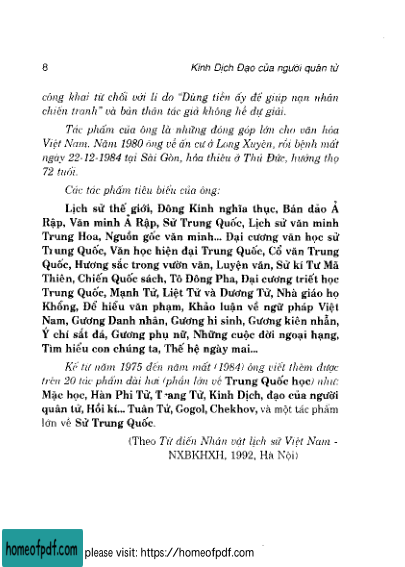 8 Kinh Dịch Đạo của người quân tử
công khai từ chối với lí do "Dùng tiền ấy để giúp nạn nhân
chiến tranh" và bản thân tác giả không hề dự giải.
Tác phẩm của ông là những đóng góp lớn cho văn hóa
Việt Nam. Năm 1980 ông về ẩn cư ở Long Xuyên, rồi bệnh mất
ngày 22-12-1984 tại Sài Gòn, hỏa thiêu ở Thủ Đức, hưởng thọ
72 tuổi.
Các tác phẩm tiêu biểu của ông:
Lịch sử thế giới, Đông Kinh nghĩa thục, Bán đảo Ả
Rập, Văn minh Ả Rập, Sử Trung Quốc, Lịch sử văn minh
Trung Hoa, Nguồn gốc văn minh... Đại cương văn học sử
Trung Quốc, Văn học hiện đại Trung Quốc, Cổ văn Trung
Quốc, Hương sắc trong vườn văn, Luyện văn, Sử kí Tư Mã
Thiên, Chiến Quốc sách, Tô Đông Pha, Đại cương triết học
Trung Quốc, Mạnh Tử, Liệt Tử và Dương Tử, Nhà giáo họ
Khổng, Để hiểu văn phạm, Khảo luận về ngữ pháp Việt
Nam, Gương Danh nhân, Gương hi sinh, Gương kiên nhẫn,
Ý chí sắt đá, Gương phụ nữ, Những cuộc đời ngoại hạng,
Tìm hiểu con chúng ta, Thế hệ ngày mai...
Kể từ năm 1975 đến năm mất (1984) ông viết thêm được
trên 20 tác phẩm dài hơi (phần lớn về Trung Quốc học) như:
Mặc học, Hàn Phi Tử, Trang Tử, Kinh Dịch, đạo của người
quân tử, Hồi kí... Tuân Tử, Gogol, Chekhov, và một tác phẩm
lớn về Sử Trung Quốc.
(Theo Từ điển Nhân vật lịch sử Việt Nam -
NXBKHXH, 1992, Hà Nội)
homeofpdf.com please visit: https://homeofpdf.com